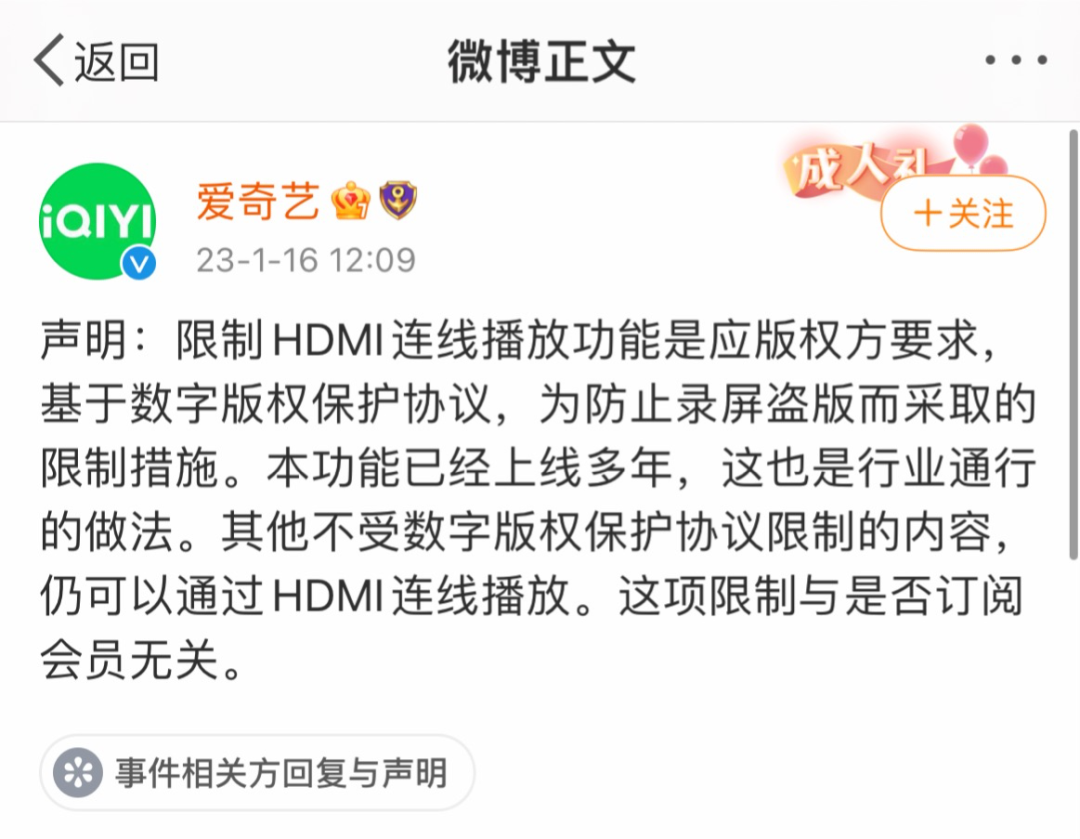 返回
微博正文
成人礼
iQIYI
爱奇艺
+关注
23-1-16 12:09
声明：限制HDMI连线播放功能是应版权方要求，
基于数字版权保护协议，为防止录屏盗版而采取的
限制措施。本功能已经上线多年，这也是行业通行
的做法。其他不受数字版权保护协议限制的内容，
仍可以通过HDMI连线播放。这项限制与是否订阅
会员无关。
事件相关方回复与声明